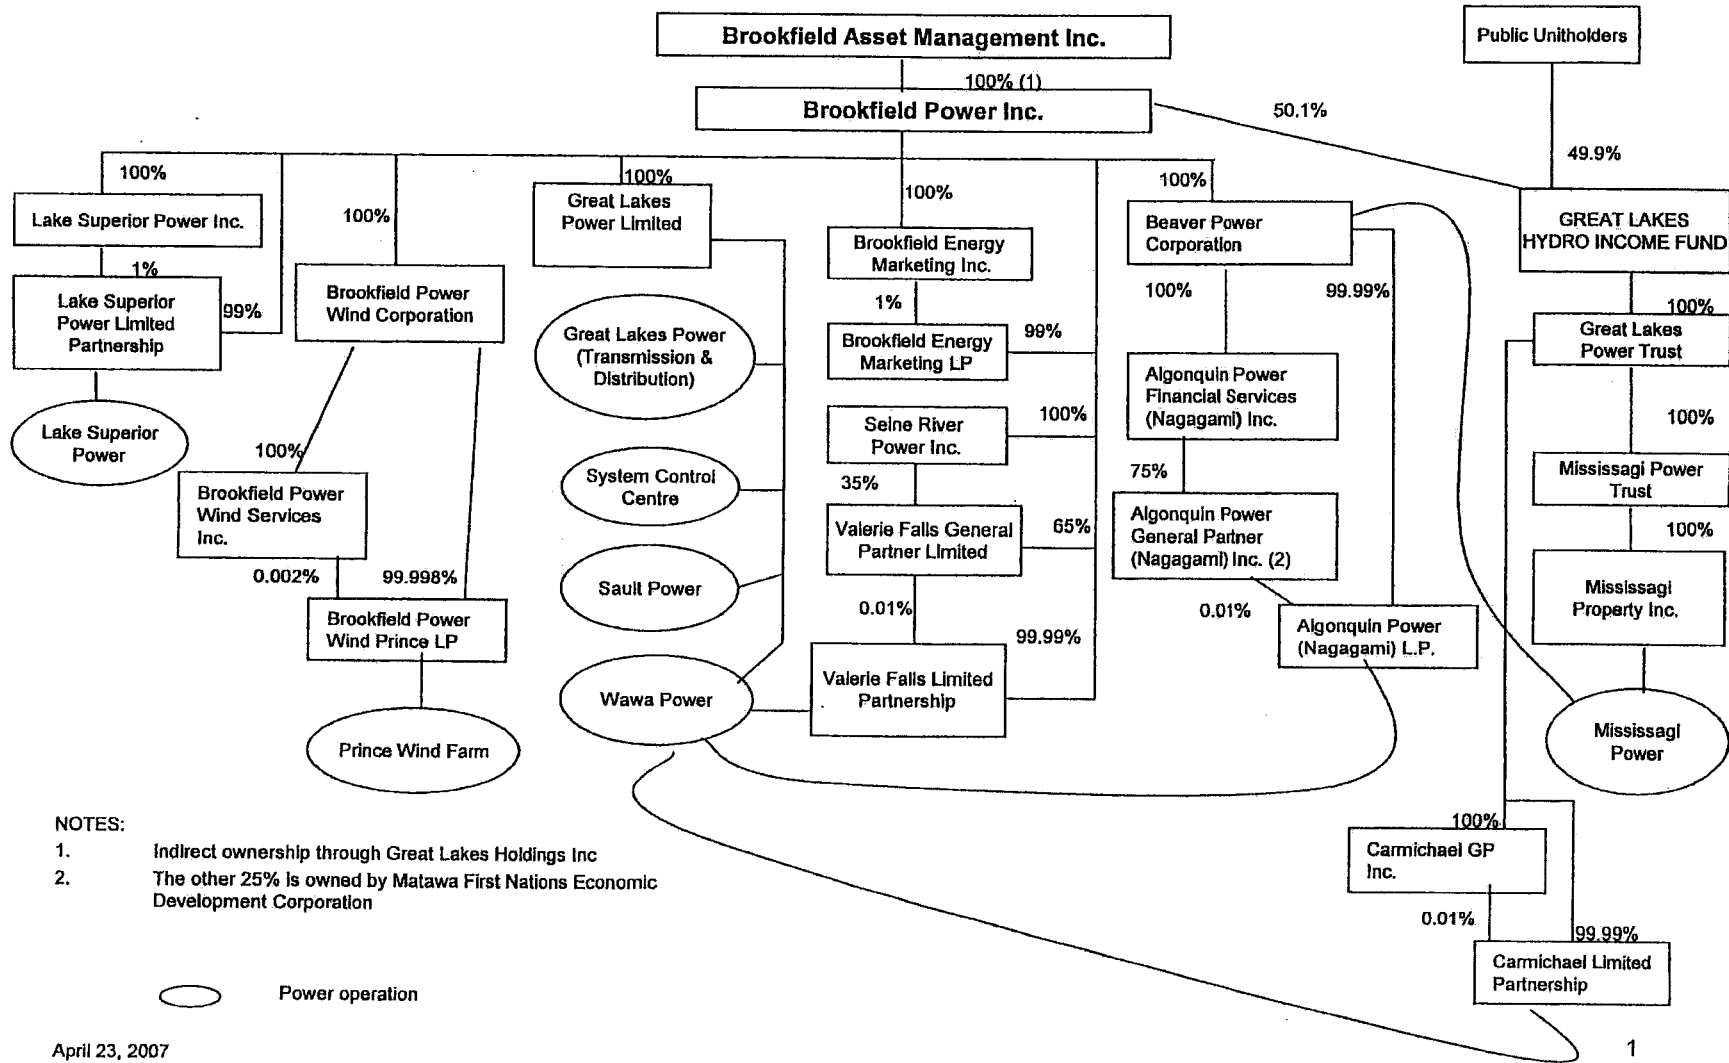 Brookfield Asset Management Inc.
Public Unitholders
100% (1)
Brookfield Power Inc.
50.1%
49.9%
100%
Lake Superior Power Inc.
1%
Lake Superior
Power Limited
Partnership
99%
Lake Superior
Power
100%
Brookfield Power
Wind Corporation
100%
Brookfield Power
Wind Services
Inc.
0.002%
99.998%
Brookfield Power
Wind Prince LP
Prince Wind Farm
100%
Great Lakes
Power Limited
Great Lakes Power
(Transmission &
Distribution)
System Control
Centre
Sault Power
Wawa Power
100%
Brookfield Energy
Marketing Inc.
1%
Brookfield Energy
Marketing LP
99%
Seine River
Power Inc.
100%
35%
Valerie Falls General
Partner Limited
65%
0.01%
99.99%
Valerie Falls Limited
Partnership
100%
Beaver Power
Corporation
100%
99.99%
Algonquin Power
Financial Services
(Nagagami) Inc.
75%
Algonquin Power
General Partner
(Nagagami) Inc. (2)
0.01%
Algonquin Power
(Nagagami) L.P.
GREAT LAKES
HYDRO INCOME FUND
100%
Great Lakes
Power Trust
100%
Mississagi Power
Trust
100%
Mississagi
Property Inc.
Mississagi
Power
100%
Carmichael GP
Inc.
0.01%
99.99%
Carmichael Limited
Partnership
NOTES:
1. Indirect ownership through Great Lakes Holdings Inc
2. The other 25% is owned by Matawa First Nations Economic
Development Corporation
Power operation
April 23, 2007
1